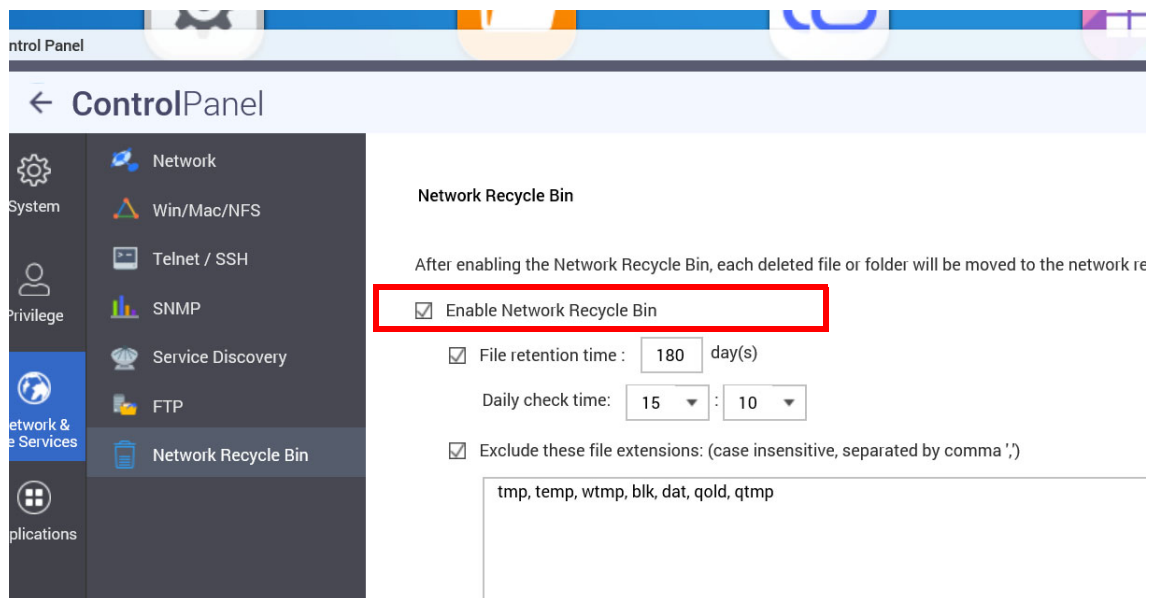 ntrol Panel
ControlPanel
System
Privilege
etwork &
e Services
plications
Network
Win/Mac/NFS
Telnet / SSH
SNMP
Service Discovery
FTP
Network Recycle Bin
Network Recycle Bin
After enabling the Network Recycle Bin, each deleted file or folder will be moved to the network re
Enable Network Recycle Bin
File retention time : 180 day(s)
Daily check time: 15 : 10
Exclude these file extensions: (case insensitive, separated by comma ',')
tmp, temp, wtmp, blk, dat, qold, qtmp